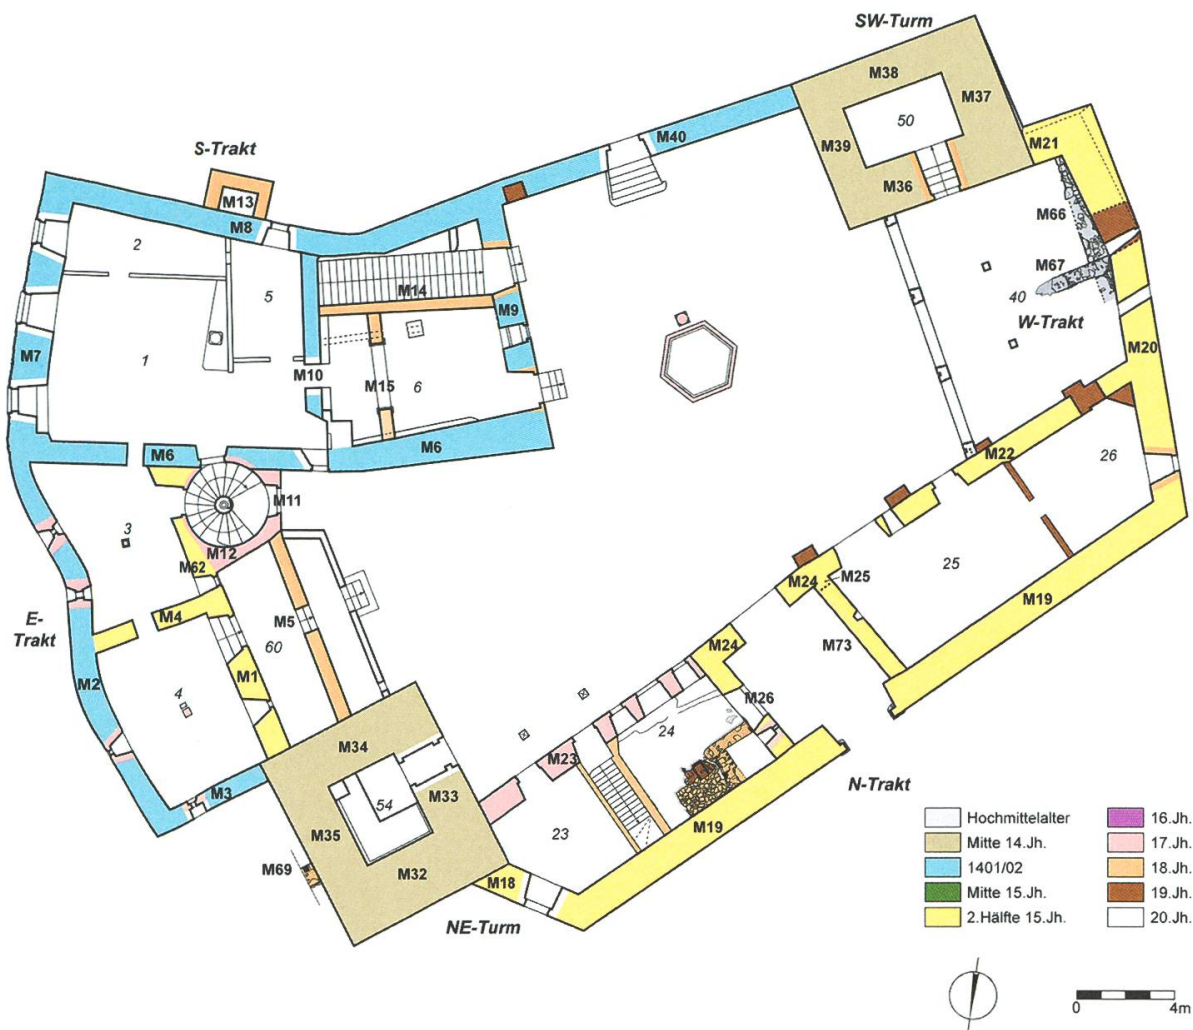 SW-Turm
M38
M37
50
M39
M36
M40
M21
S-Trakt
M13
M8
2
5
M14
M9
M7
1
M10
M15
6
M6
M6
M66
M67
40
W-Trakt
M20
M22
26
M11
3
M12
M62
M4
M5
60
E-
Trakt
M2
M1
4
M3
M24
M25
25
M19
M73
M24
M26
24
M23
23
M19
N-Trakt
M34
54
M33
M35
M32
M69
M18
NE-Turm
Hochmittelalter
Mitte 14.Jh.
1401/02
Mitte 15.Jh.
2.Hälfte 15.Jh.
16.Jh.
17.Jh.
18.Jh.
19.Jh.
20.Jh.
0 4m